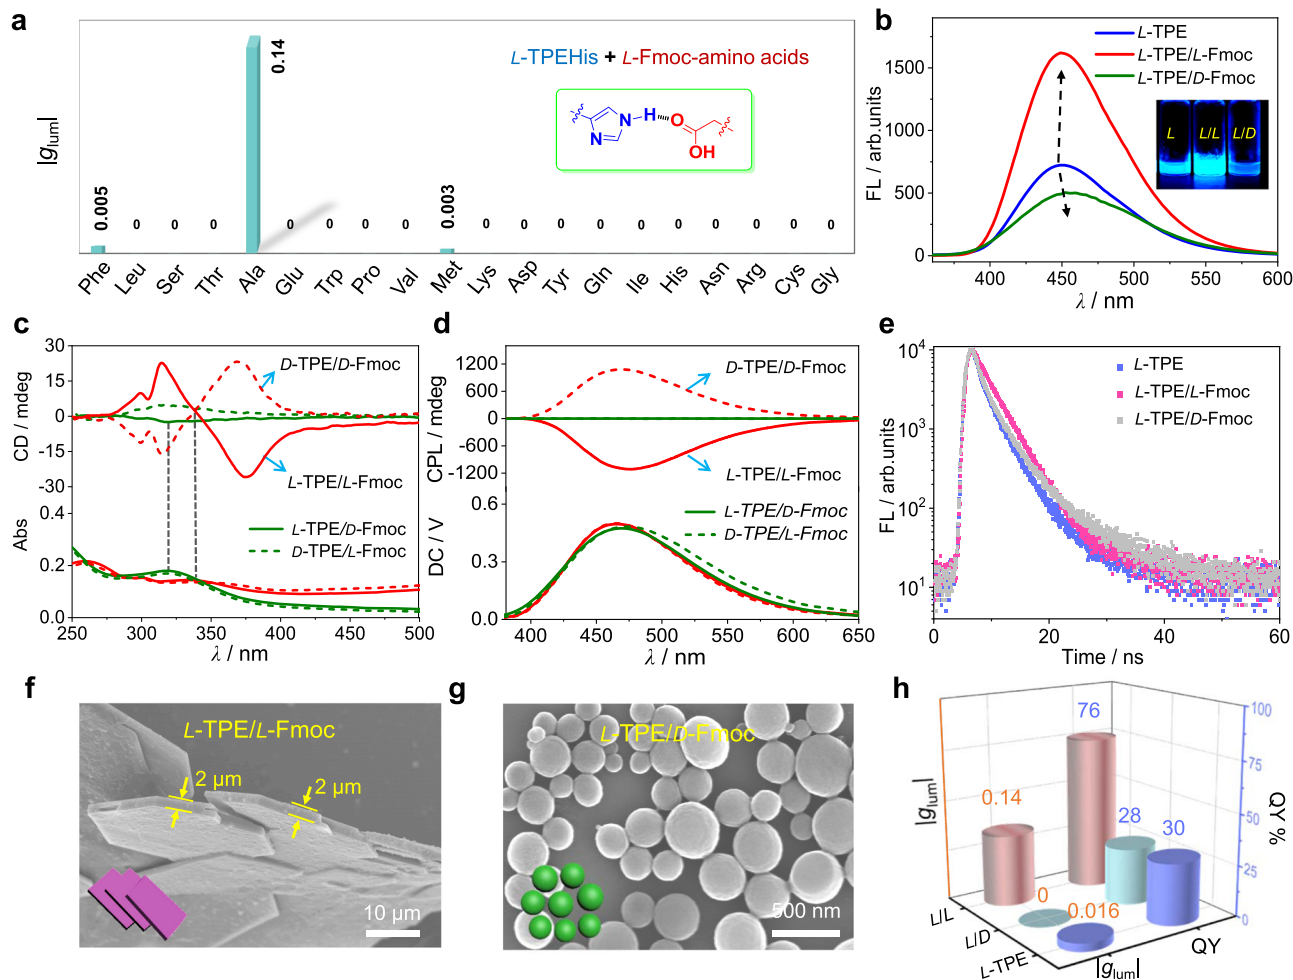 a
|glum|
L-TPEHis + L-Fmoc-amino acids
N H O
N
OH
0.005 0 0 0 0.14 0 0 0 0 0.003 0 0 0 0 0 0 0 0 0 0
Phe Leu Ser Thr Ala Glu Trp Pro Val Met Lys Asp Tyr Gln Ile His Asn Arg Cys Gly
b
FL / arb.units
1500
1000
500
0
L-TPE
L-TPE/L-Fmoc
L-TPE/D-Fmoc
L L/L L/D
400 450 500 550 600
λ / nm
c
CD / mdeg
30
15
0
-15
-30
D-TPE/D-Fmoc
L-TPE/L-Fmoc
Abs
0.4
0.2
0.0
L-TPE/D-Fmoc
D-TPE/L-Fmoc
250 300 350 400 450 500
λ / nm
d
CPL / mdeg
1200
600
0
-600
-1200
D-TPE/D-Fmoc
L-TPE/L-Fmoc
DC / V
0.6
0.3
0.0
L-TPE/D-Fmoc
D-TPE/L-Fmoc
400 450 500 550 600 650
λ / nm
e
FL / arb.units
10⁴
10³
10²
10¹
L-TPE
L-TPE/L-Fmoc
L-TPE/D-Fmoc
0 20 40 60
Time / ns
f
L-TPE/L-Fmoc
2 μm
2 μm
10 μm
g
L-TPE/D-Fmoc
500 nm
h
|glum|
76
0.14
28
30
0
0.016
100
75
50
25
0
QY %
L/L
L/D
L-TPE
|glum|
QY